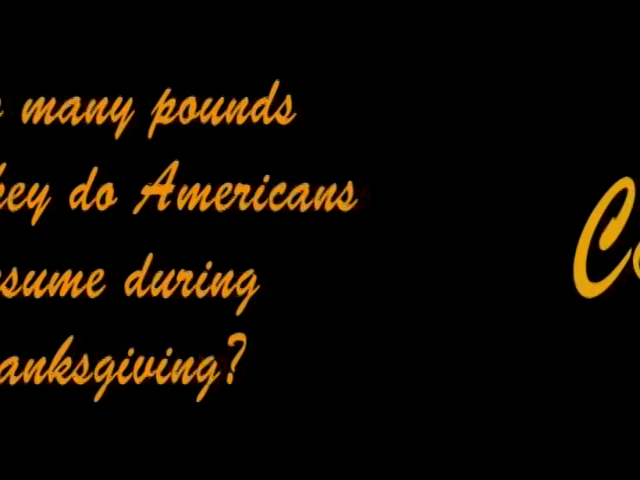 many pounds
key do Americans
sume during
anksgiving?
C